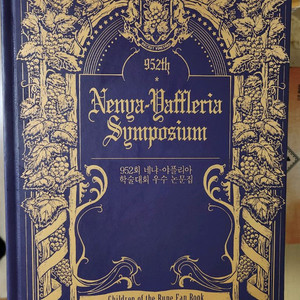 952th
Nenya-Yaffleria
Symposium
952회 네냐·야플리아
학술대회 우수 논문집
Children of the Rune Fan Book